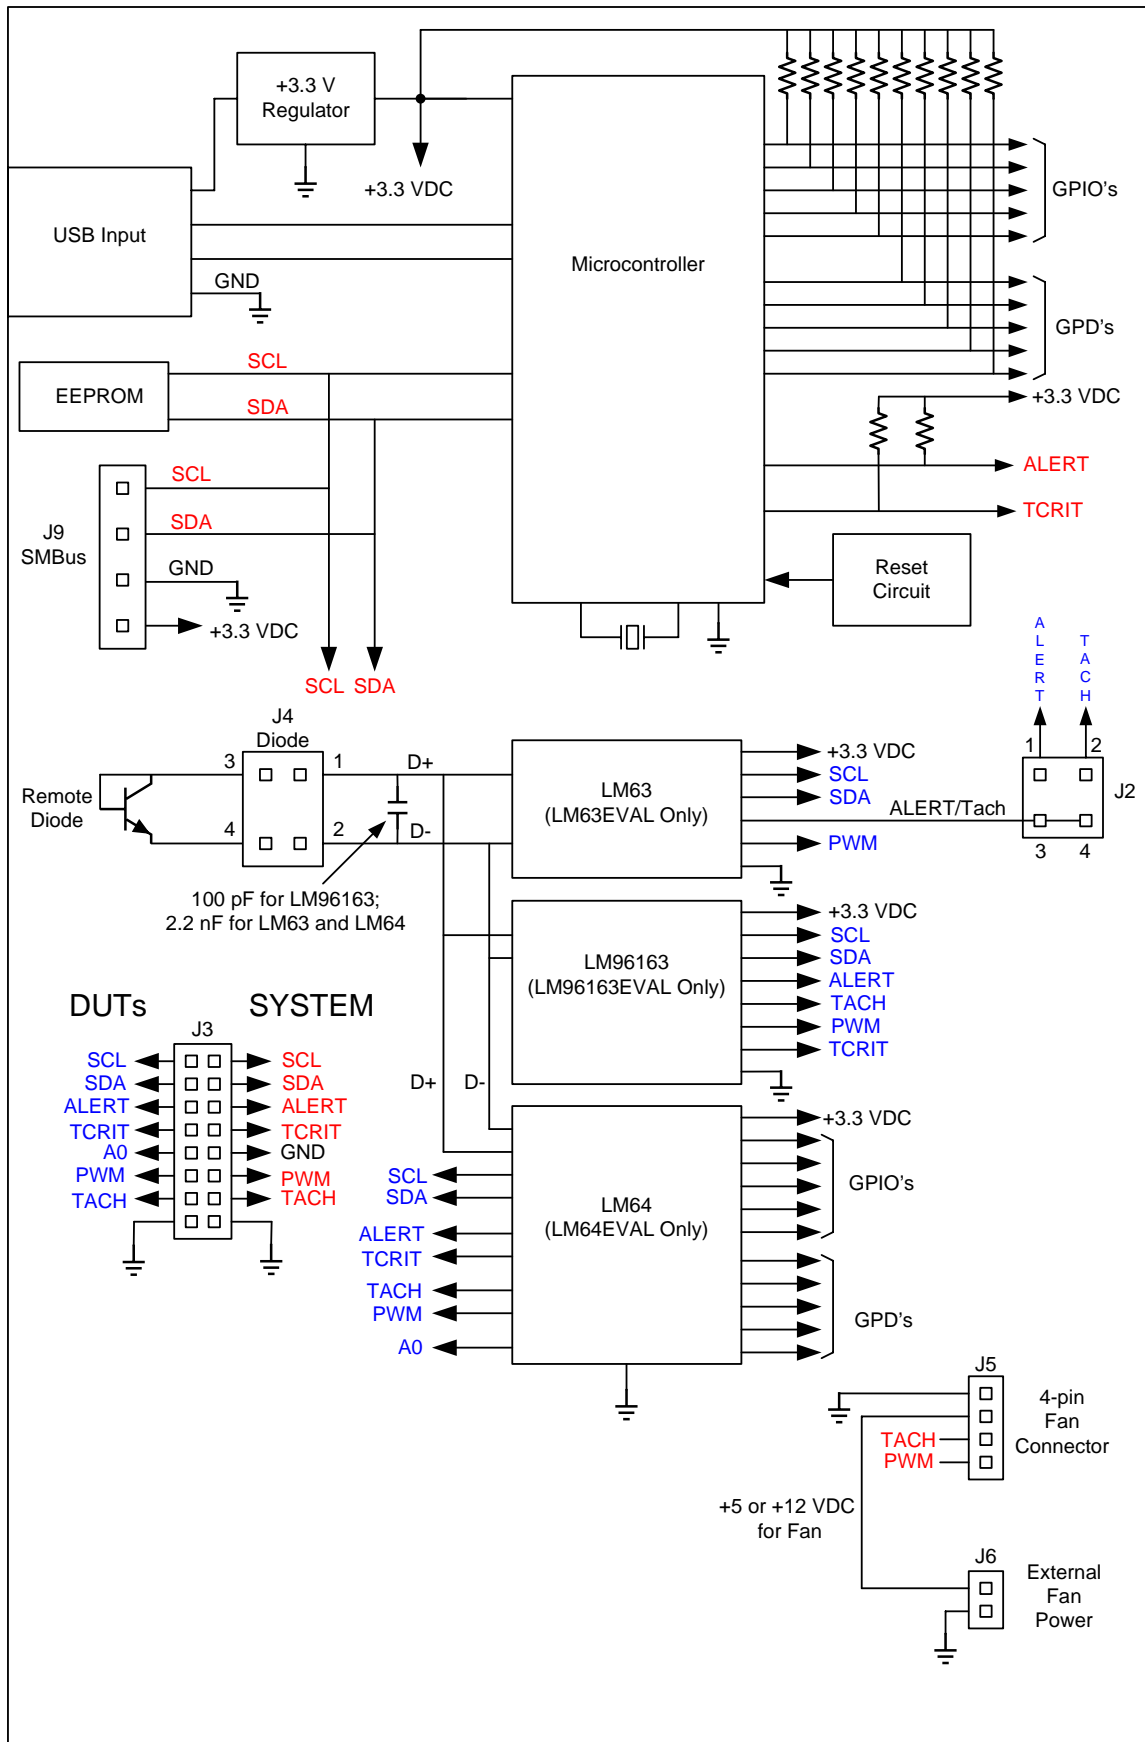 +3.3 V
Regulator
+3.3 VDC
USB Input
GND
Microcontroller
GPIO's
GPD's
+3.3 VDC
EEPROM
SCL
SDA
ALERT
TCRIT
J9
SMBus
SCL
SDA
GND
+3.3 VDC
Reset
Circuit
SCL SDA
ALERT
TACH
J4
Diode
Remote
Diode
3
1
4
2
D+
D-
100 pF for LM96163;
2.2 nF for LM63 and LM64
LM63
(LM63EVAL Only)
+3.3 VDC
SCL
SDA
ALERT/Tach
PWM
1
2
J2
3
4
LM96163
(LM96163EVAL Only)
+3.3 VDC
SCL
SDA
ALERT
TACH
PWM
TCRIT
DUTs
SYSTEM
J3
SCL
SCL
SDA
SDA
ALERT
ALERT
TCRIT
TCRIT
A0
GND
PWM
PWM
TACH
TACH
D+
D-
LM64
(LM64EVAL Only)
SCL
SDA
ALERT
TCRIT
TACH
PWM
A0
+3.3 VDC
GPIO's
GPD's
J5
4-pin
Fan
Connector
TACH
PWM
+5 or +12 VDC
for Fan
J6
External
Fan
Power